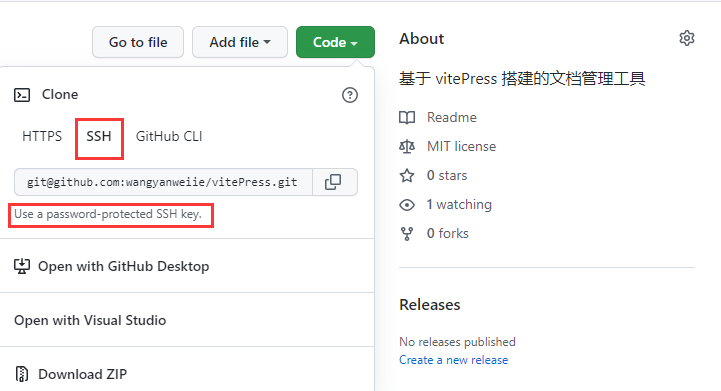 Go to file
Add file
Code
Clone
HTTPS
SSH
GitHub CLI
git@github.com:wangyanweiie/vitePress.git
Use a password-protected SSH key.
Open with GitHub Desktop
Open with Visual Studio
Download ZIP
About
基于 vitePress 搭建的文档管理工具
Readme
MIT license
0 stars
1 watching
0 forks
Releases
No releases published
Create a new release